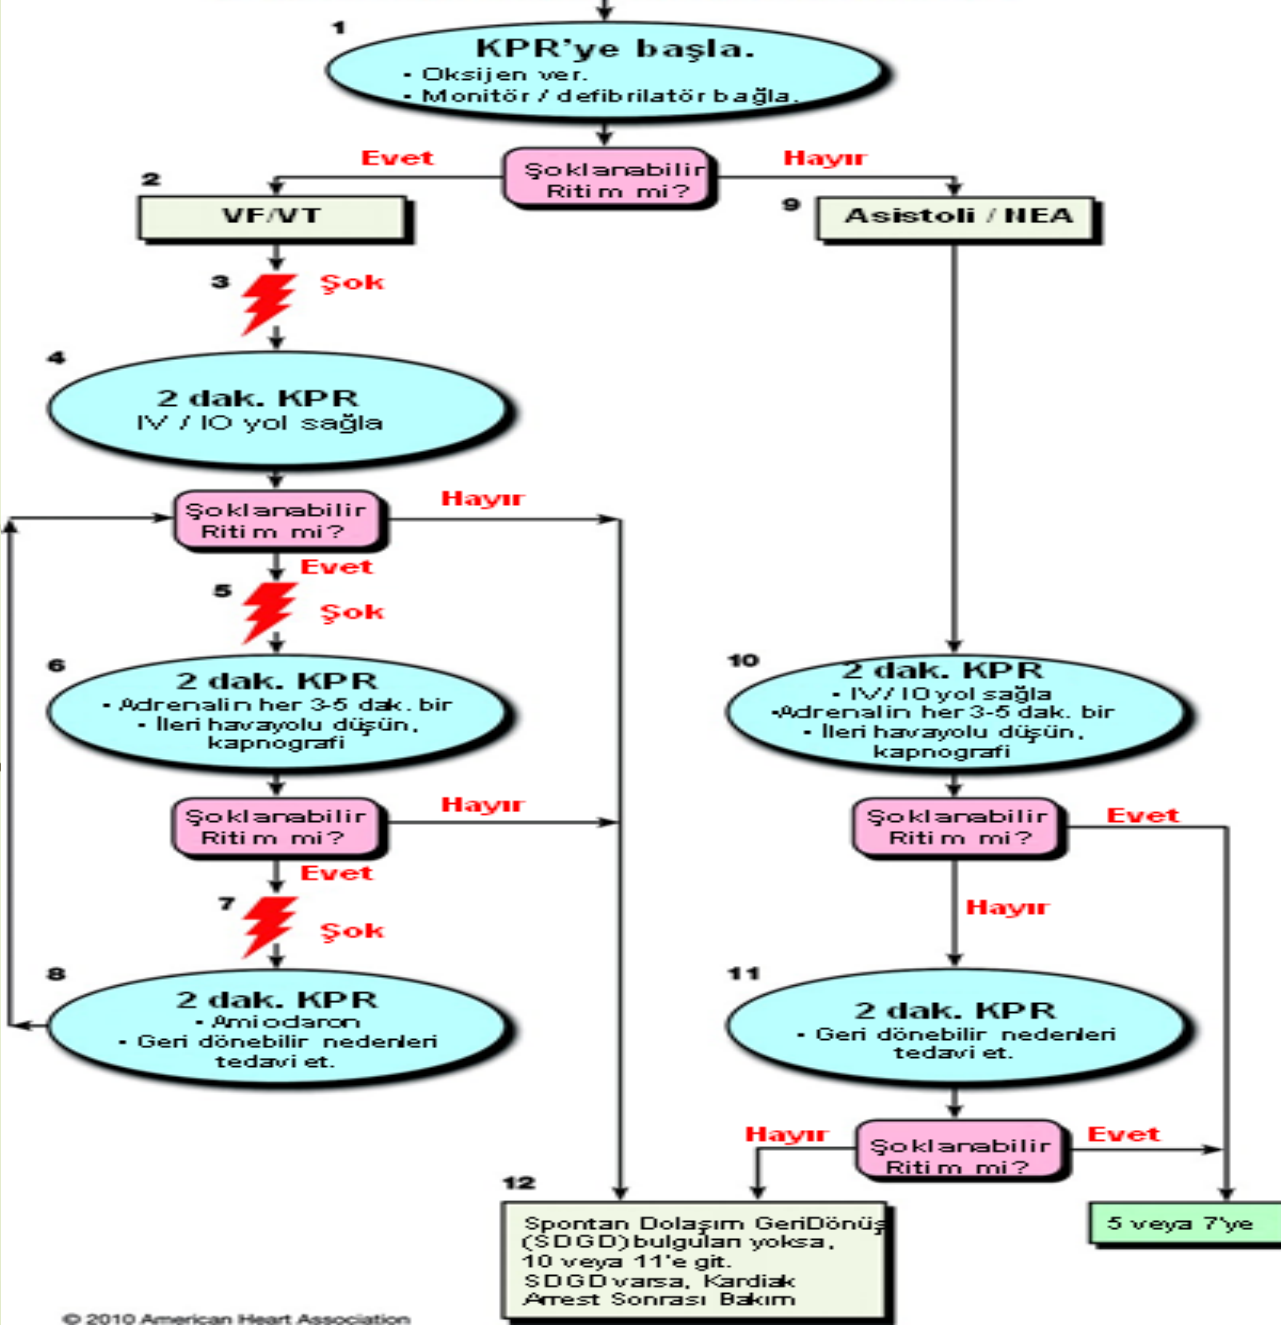 1
KPR'ye başla.
- Oksijen ver.
- Monitör / defibrilatör bağla.
Şoklanabilir
Ritim mi?
Evet
Hayır
2
VF/VT
9
Asistoli / NEA
3
Şok
4
2 dak. KPR
IV / IO yol sağla
Şoklanabilir
Ritim mi?
Hayır
Evet
5
Şok
6
2 dak. KPR
- Adrenalin her 3-5 dak. bir
- İleri havayolu düşün,
kapnografi
Şoklanabilir
Ritim mi?
Hayır
Evet
7
Şok
8
2 dak. KPR
- Amiodaron
- Geri dönebilir nedenleri
tedavi et.
10
2 dak. KPR
- IV/ IO yol sağla
-Adrenalin her 3-5 dak. bir
- İleri havayolu düşün,
kapnografi
Şoklanabilir
Ritim mi?
Evet
Hayır
11
2 dak. KPR
- Geri dönebilir nedenleri
tedavi et.
Şoklanabilir
Ritim mi?
Hayır
Evet
12
Spontan Dolaşım GeriDönüş
(SDGD) bulguları yoksa,
10 veya 11'e git.
SDGD varsa, Kardiak
Arrest Sonrası Bakım
5 veya 7'ye
© 2010 American Heart Association